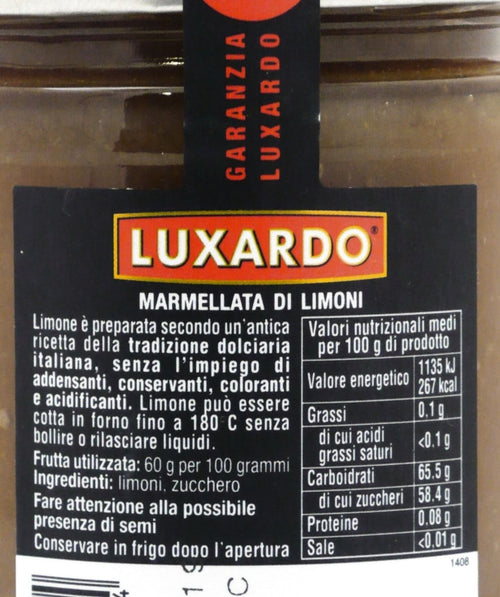 GARANZIA
LUXARDO
LUXARDO®
MARMELLATA DI LIMONI
Limone è preparata secondo un'antica
ricetta della tradizione dolciaria
italiana, senza l'impiego di
addensanti, conservanti, coloranti
e acidificanti. Limone può essere
cotta in forno fino a 180 C senza
bollire o rilasciare liquidi.
Frutta utilizzata: 60 g per 100 grammi
Ingredienti: limoni, zucchero
Fare attenzione alla possibile
presenza di semi
Conservare in frigo dopo l'apertura
Valori nutrizionali medi
per 100 g di prodotto
Valore energetico 1135 kJ
267 kcal
Grassi 0.1 g
di cui acidi
grassi saturi <0.1 g
Carboidrati 65.5 g
di cui zuccheri 58.4 g
Proteine 0.08 g
Sale <0.01 g
1408